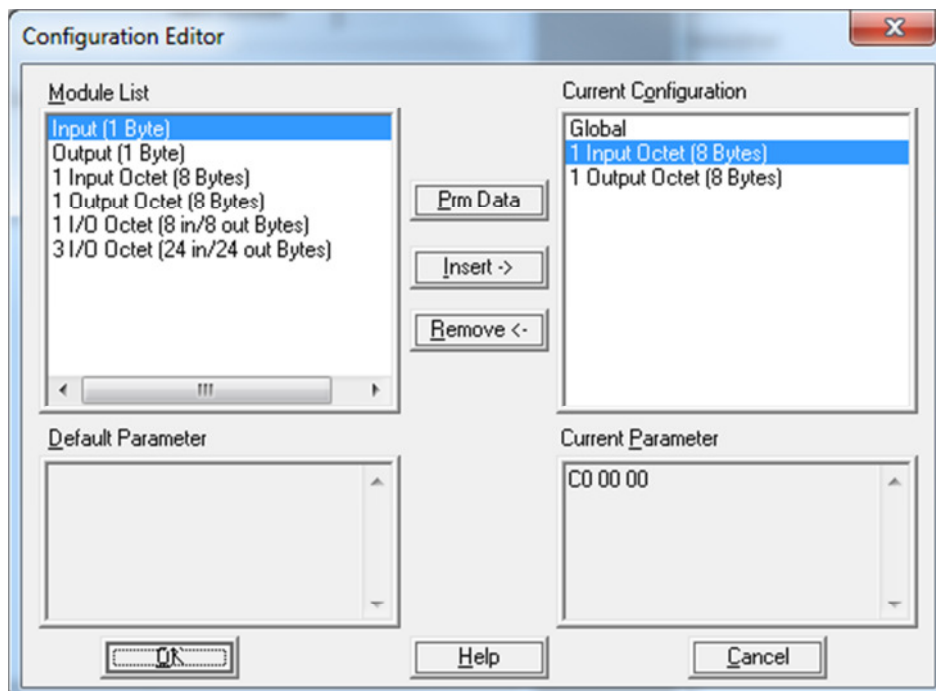 Configuration Editor
Module List
Input (1 Byte)
Output (1 Byte)
1 Input Octet (8 Bytes)
1 Output Octet (8 Bytes)
1 I/O Octet (8 in/8 out Bytes)
3 I/O Octet (24 in/24 out Bytes)
Prm Data
Insert ->
Remove <-
Current Configuration
Global
1 Input Octet (8 Bytes)
1 Output Octet (8 Bytes)
Default Parameter
Current Parameter
C0 00 00
OK
Help
Cancel